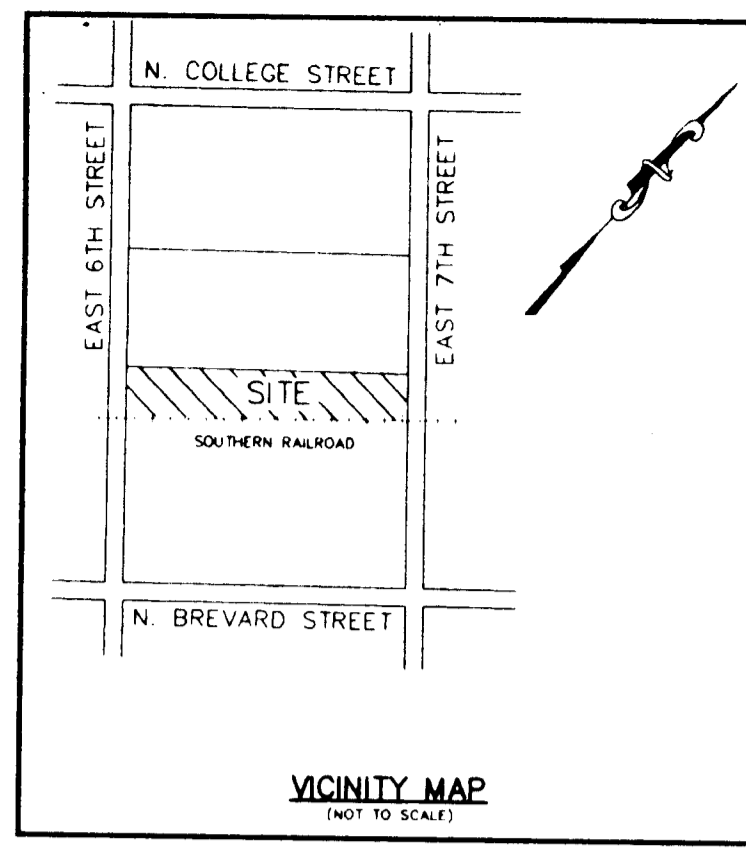 N. COLLEGE STREET
EAST 6TH STREET
EAST 7TH STREET
SITE
SOUTHERN RAILROAD
N. BREVARD STREET
VICINITY MAP
(NOT TO SCALE)